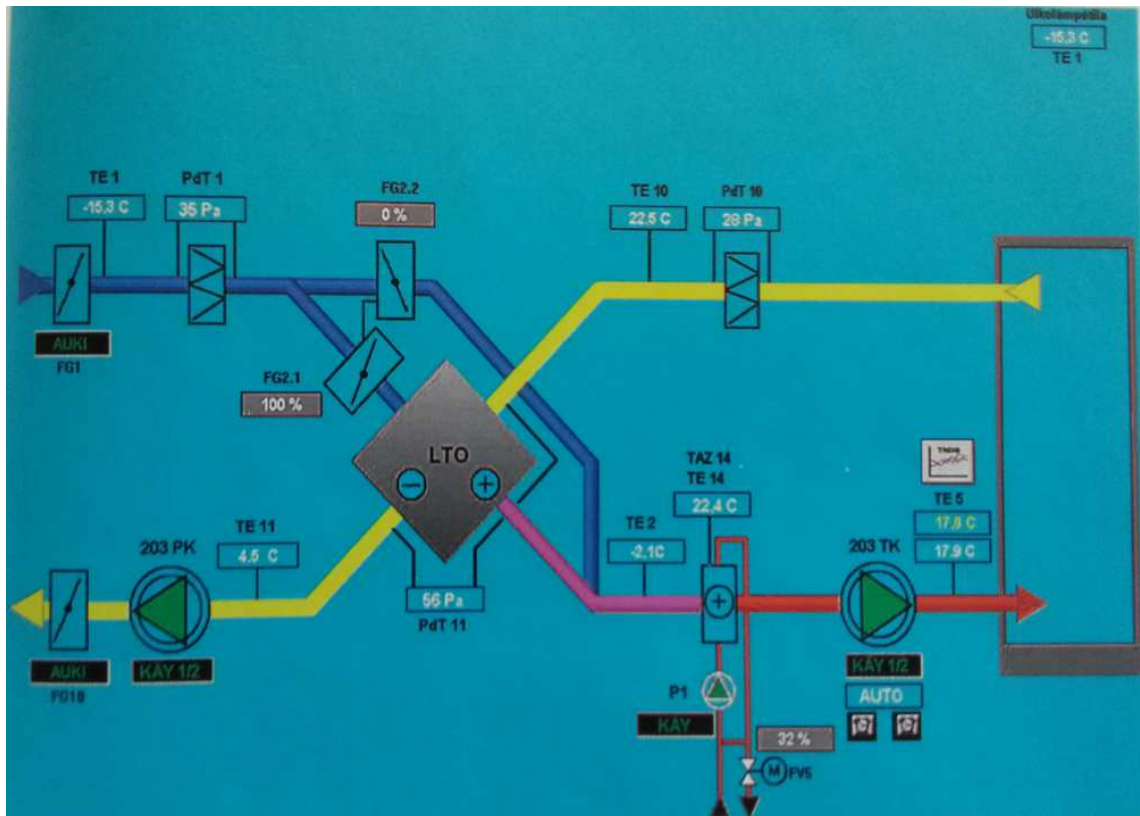 Ulkolämpötila
-15.3 C
TE 1
TE 1
-15.3 C
PdT 1
35 Pa
FG2.2
0 %
TE 10
22.5 C
PdT 10
28 Pa
AUKI
FG1
FG2.1
100 %
LTO
TAZ 14
TE 14
22.4 C
TREND
TE 5
17.8 C
17.9 C
TE 2
-2.1C
203 TK
203 PK
TE 11
4.5 C
56 Pa
PdT 11
AUKI
FG10
KÄY 1/2
KÄY 1/2
AUTO
P1
KÄY
32 %
M
FV5